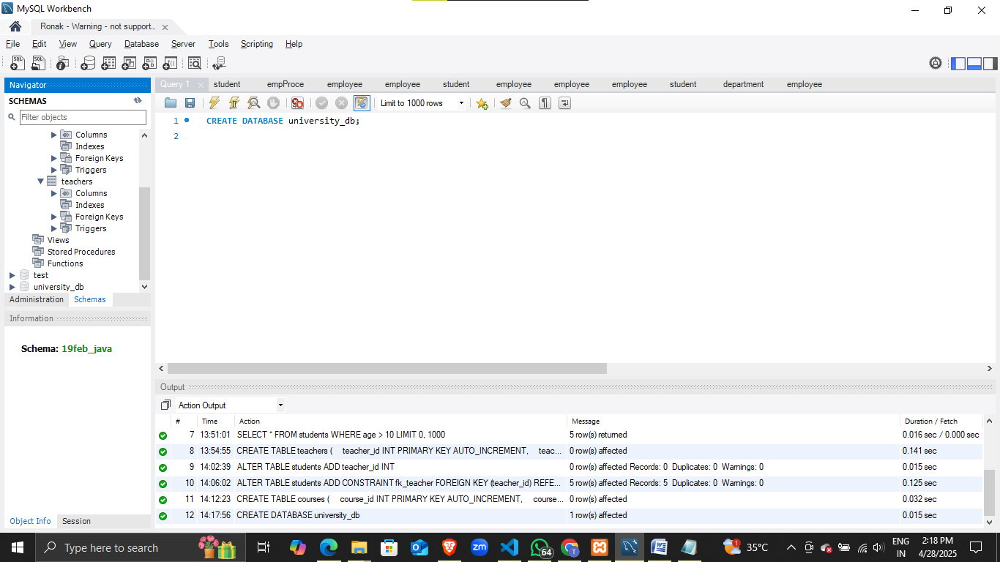 MySQL Workbench
Ronak - Warning - not support...
File Edit View Query Database Server Tools Scripting Help
Navigator
SCHEMAS
Filter objects
Columns
Indexes
Foreign Keys
Triggers
teachers
Columns
Indexes
Foreign Keys
Triggers
Views
Stored Procedures
Functions
test
university_db
Administration Schemas
Information
Schema: 19feb_java
Object Info Session
Query 1 student empProce employee employee student employee employee employee student department employee
Limit to 1000 rows
1 CREATE DATABASE university_db;
2
Output
Action Output
# Time Action Message Duration / Fetch
7 13:51:01 SELECT * FROM students WHERE age > 10 LIMIT 0, 1000 5 row(s) returned 0.016 sec / 0.000 sec
8 13:54:55 CREATE TABLE teachers ( teacher_id INT PRIMARY KEY AUTO_INCREMENT, teac... 0 row(s) affected 0.141 sec
9 14:02:39 ALTER TABLE students ADD teacher_id INT 0 row(s) affected Records: 0 Duplicates: 0 Warnings: 0 0.015 sec
10 14:06:02 ALTER TABLE students ADD CONSTRAINT fk_teacher FOREIGN KEY (teacher_id) REFE... 5 row(s) affected Records: 5 Duplicates: 0 Warnings: 0 0.125 sec
11 14:12:23 CREATE TABLE courses ( course_id INT PRIMARY KEY AUTO_INCREMENT, course... 0 row(s) affected 0.032 sec
12 14:17:56 CREATE DATABASE university_db 1 row(s) affected 0.015 sec
Type here to search
zm
64
T
1
35°C
ENG
IN
2:18 PM
4/28/2025